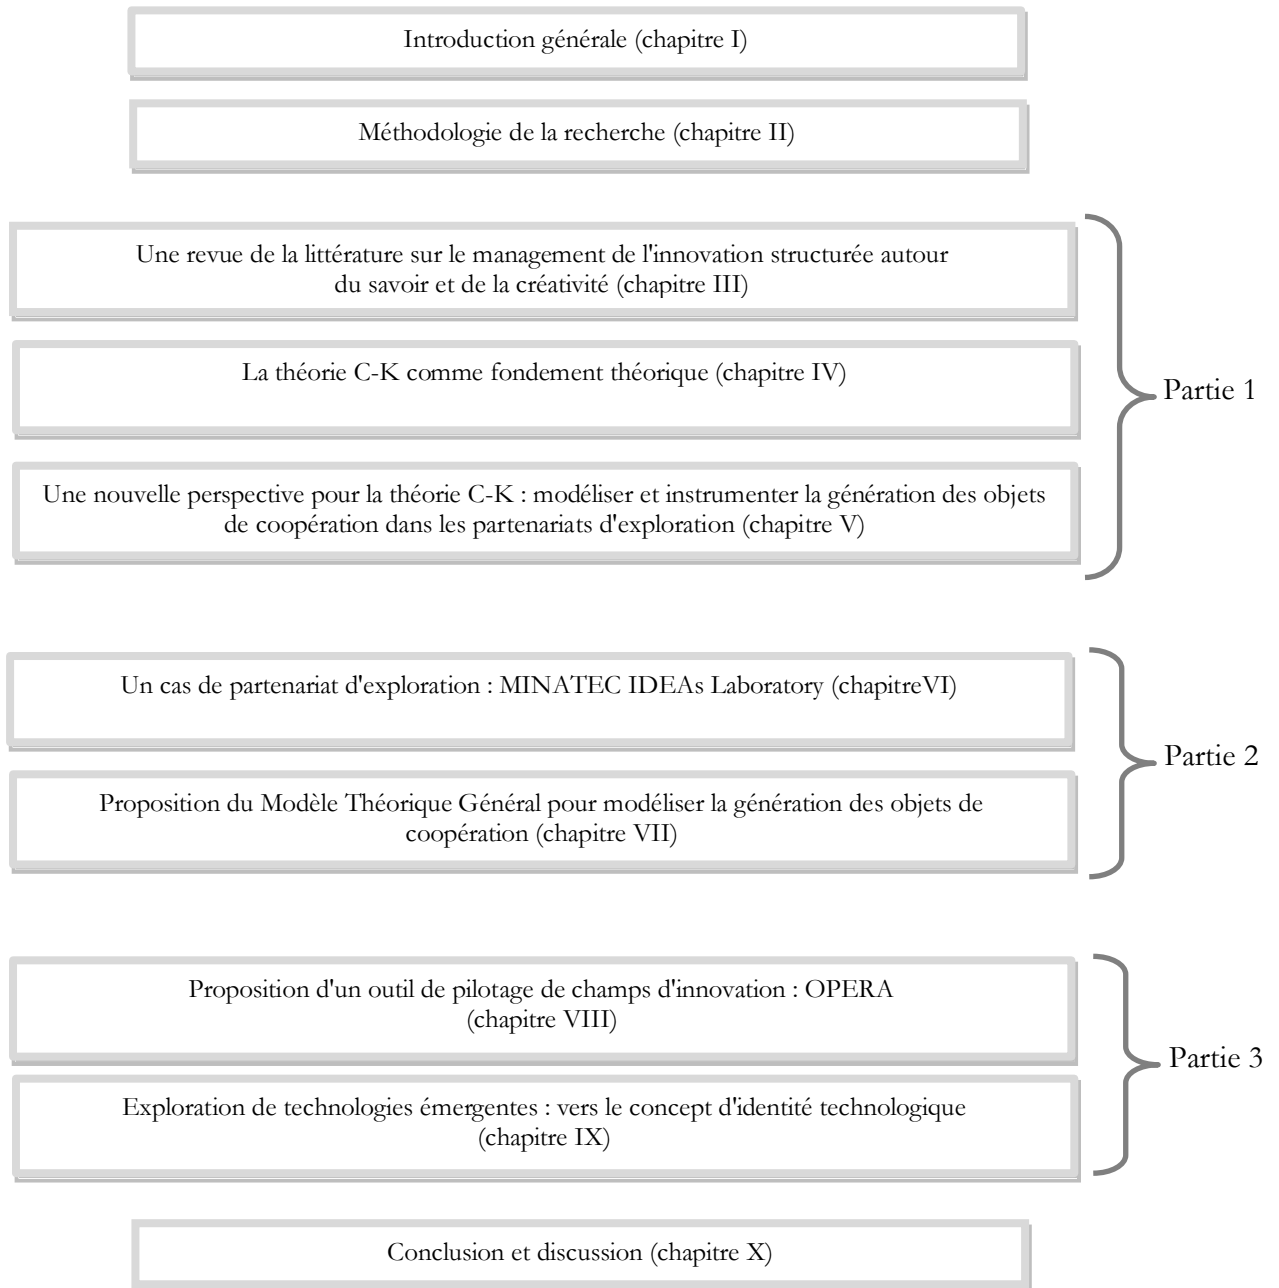 Introduction générale (chapitre I)
Méthodologie de la recherche (chapitre II)
Une revue de la littérature sur le management de l'innovation structurée autour
du savoir et de la créativité (chapitre III)
La théorie C-K comme fondement théorique (chapitre IV)
Partie 1
Une nouvelle perspective pour la théorie C-K : modéliser et instrumenter la génération des objets
de coopération dans les partenariats d'exploration (chapitre V)
Un cas de partenariat d'exploration : MINATEC IDEAs Laboratory (chapitreVI)
Partie 2
Proposition du Modèle Théorique Général pour modéliser la génération des objets de
coopération (chapitre VII)
Proposition d'un outil de pilotage de champs d'innovation : OPERA
(chapitre VIII)
Partie 3
Exploration de technologies émergentes : vers le concept d'identité technologique
(chapitre IX)
Conclusion et discussion (chapitre X)